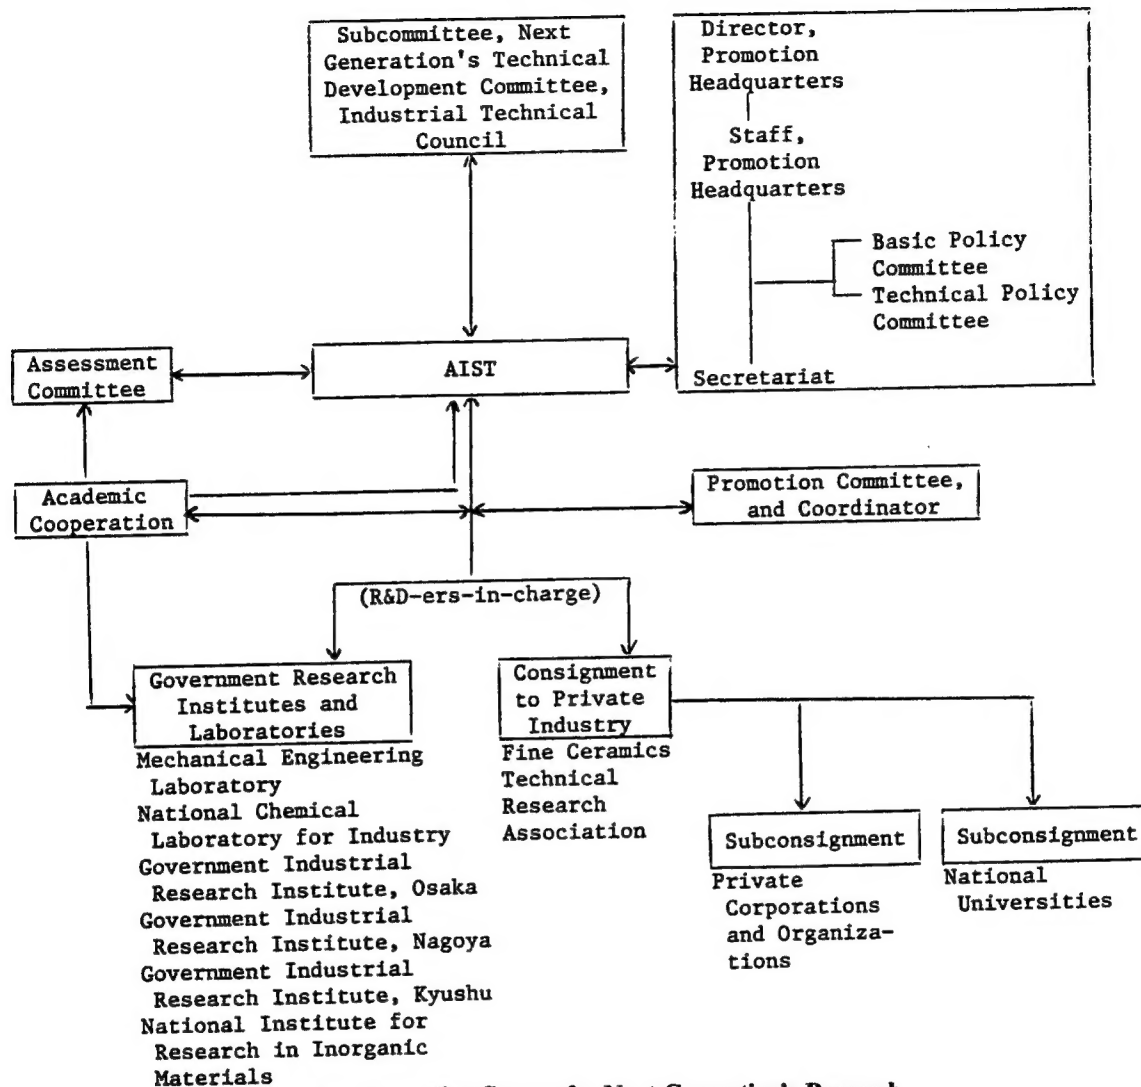 Subcommittee, Next
Generation's Technical
Development Committee,
Industrial Technical
Council
Director,
Promotion
Headquarters
Staff,
Promotion
Headquarters
Basic Policy
Committee
Technical Policy
Committee
Secretariat
Assessment
Committee
AIST
Academic
Cooperation
Promotion Committee,
and Coordinator
(R&D-ers-in-charge)
Government Research
Institutes and
Laboratories
Mechanical Engineering
Laboratory
National Chemical
Laboratory for Industry
Government Industrial
Research Institute, Osaka
Government Industrial
Research Institute, Nagoya
Government Industrial
Research Institute, Kyushu
National Institute for
Research in Inorganic
Materials
Consignment
to Private
Industry
Fine Ceramics
Technical
Research
Association
Subconsignment
Private
Corporations
and Organiza-
tions
Subconsignment
National
Universities